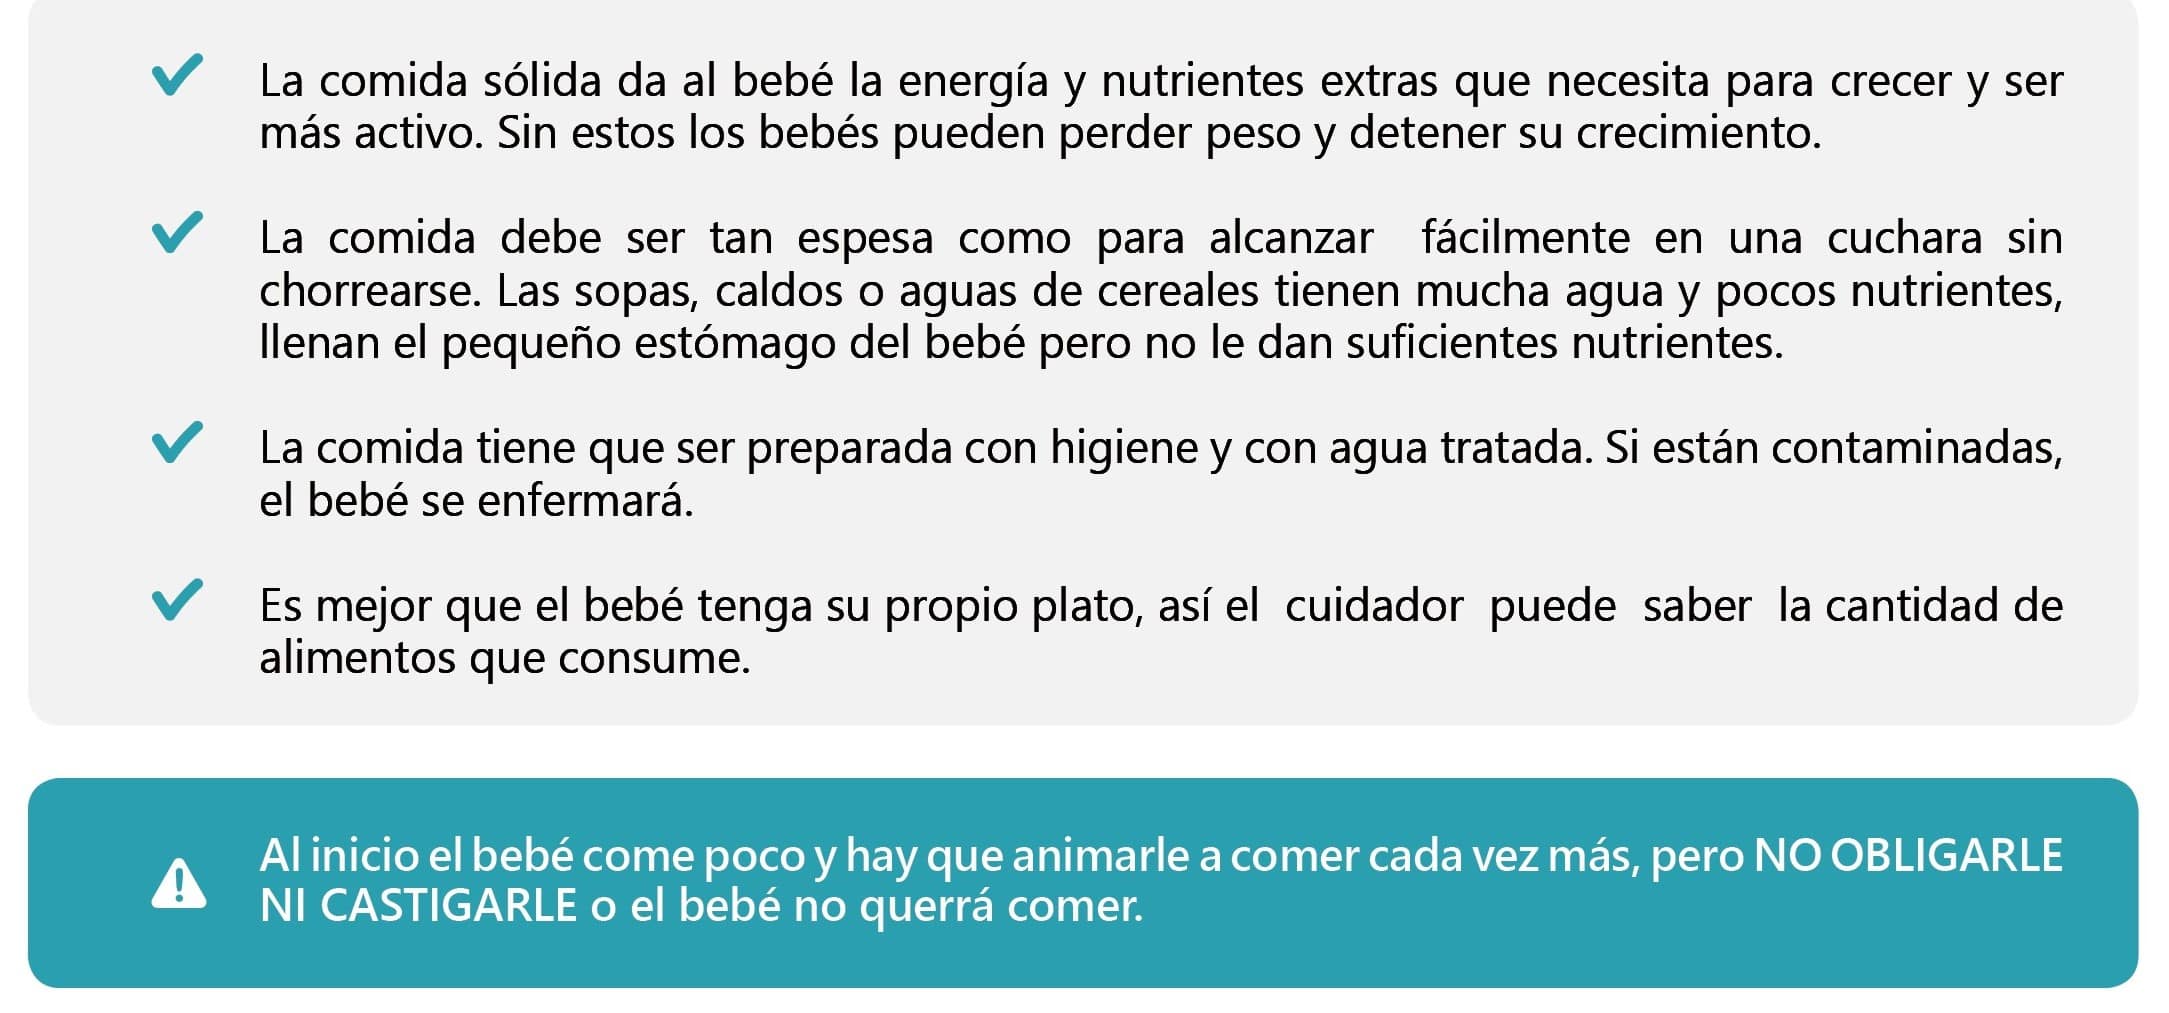 La comida sólida da al bebé la energía y nutrientes extras que necesita para crecer y ser
más activo. Sin estos los bebés pueden perder peso y detener su crecimiento.
La comida debe ser tan espesa como para alcanzar fácilmente en una cuchara sin
chorrearse. Las sopas, caldos o aguas de cereales tienen mucha agua y pocos nutrientes,
llenan el pequeño estómago del bebé pero no le dan suficientes nutrientes.
La comida tiene que ser preparada con higiene y con agua tratada. Si están contaminadas,
el bebé se enfermará.
Es mejor que el bebé tenga su propio plato, así el cuidador puede saber la cantidad de
alimentos que consume.
Al inicio el bebé come poco y hay que animarle a comer cada vez más, pero NO OBLIGARLE
NI CASTIGARLE o el bebé no querrá comer.